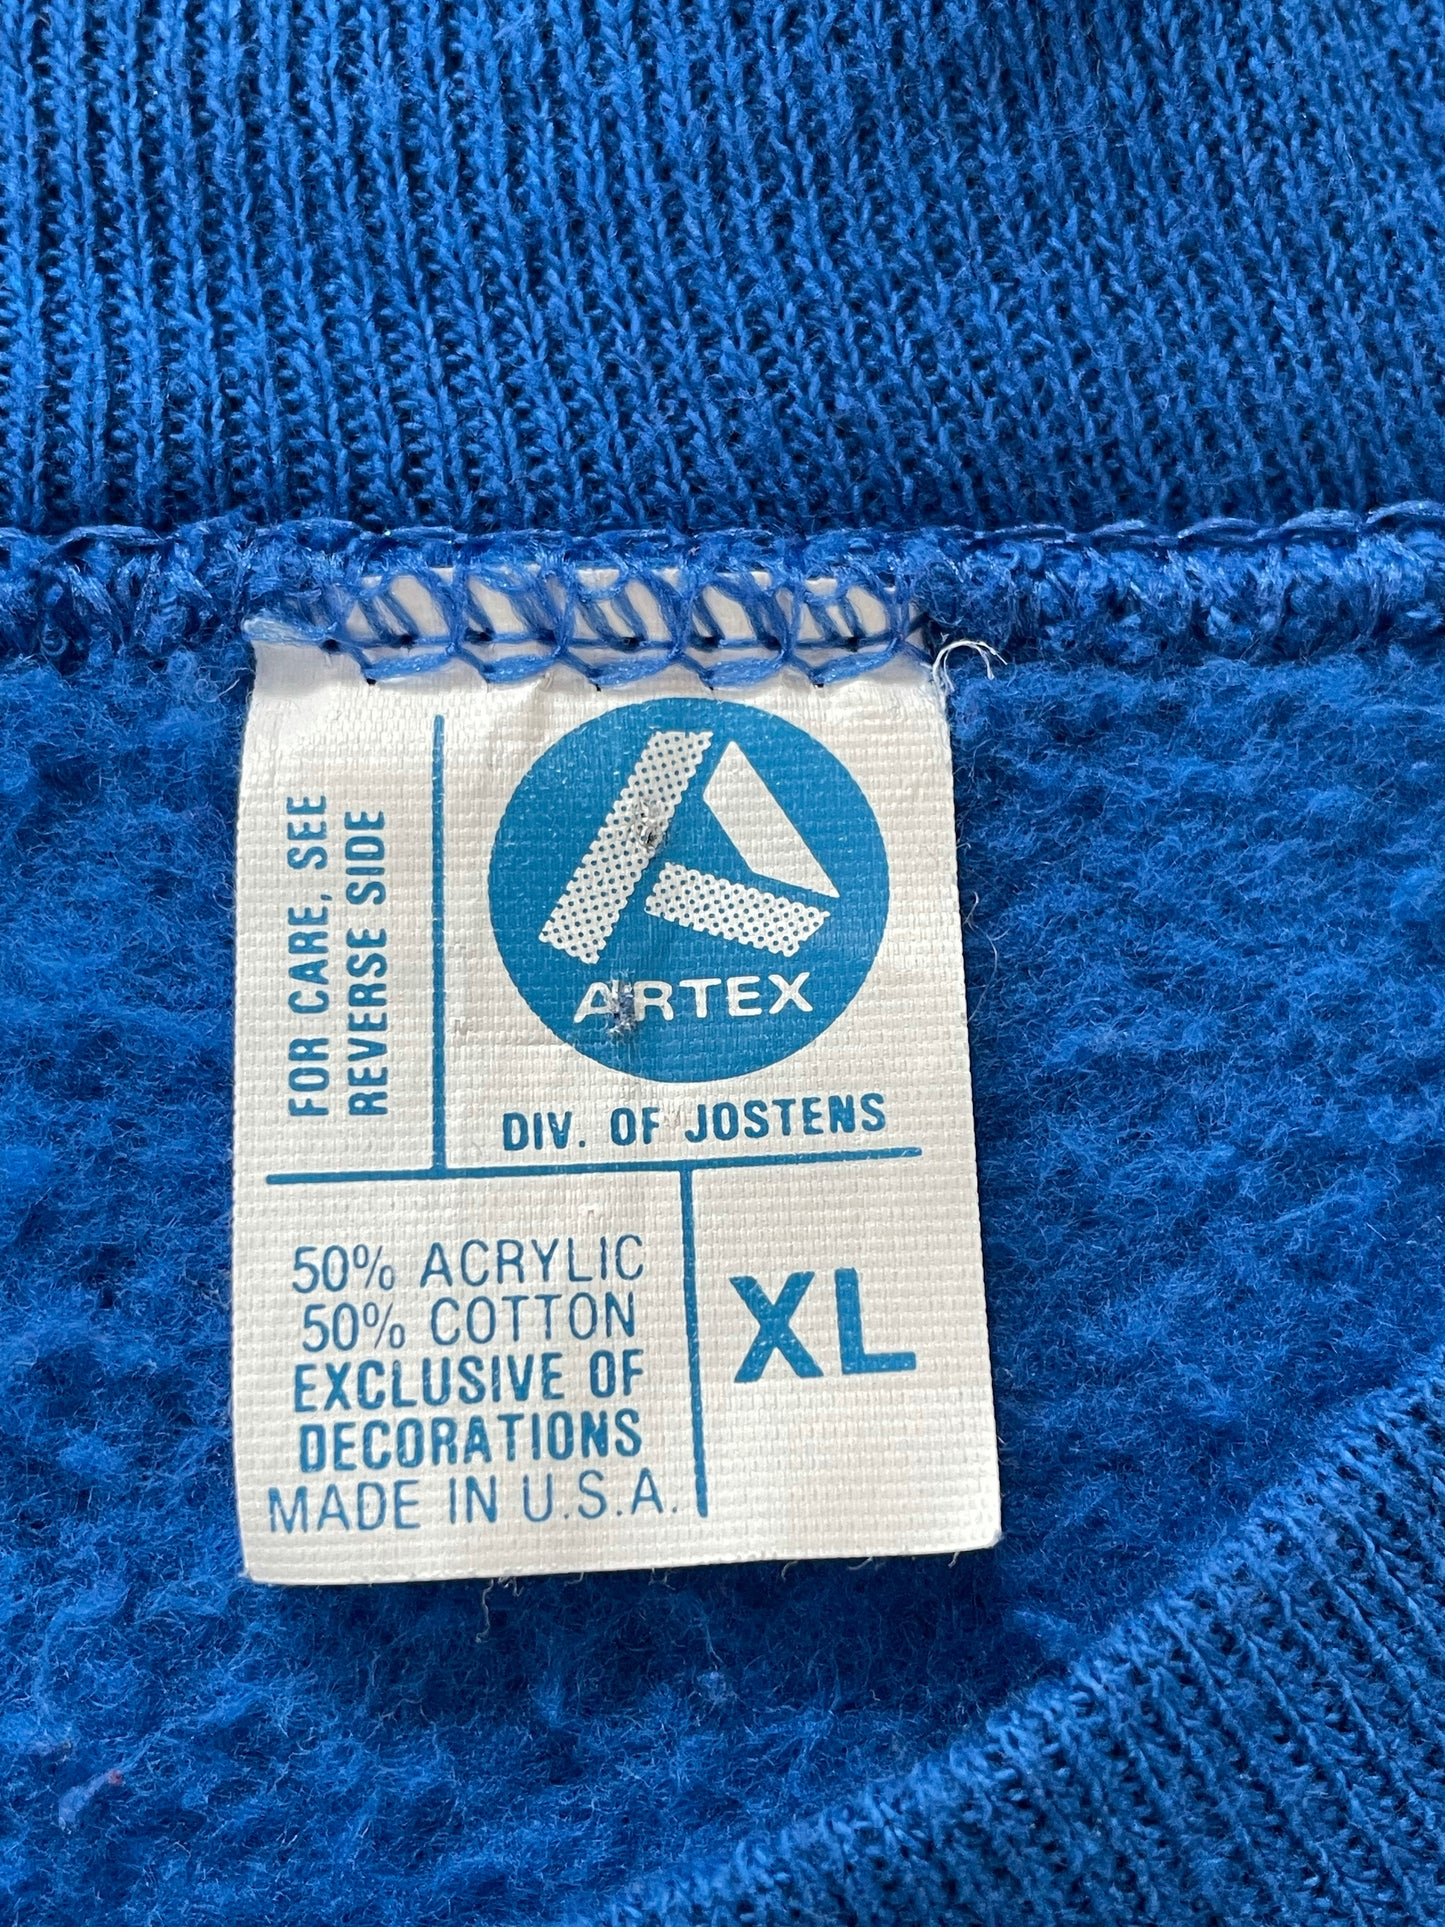 FOR CARE, SEE
REVERSE SIDE
ARTEX
DIV. OF JOSTENS
50% ACRYLIC
50% COTTON
EXCLUSIVE OF
DECORATIONS
MADE IN U.S.A.
XL